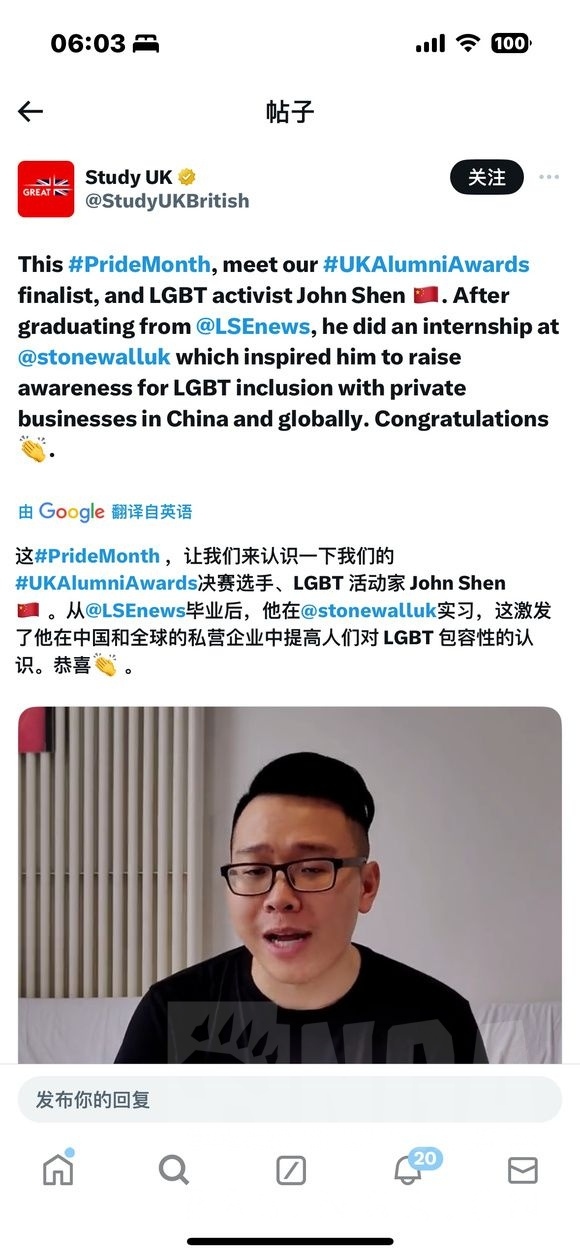 06:03
100
帖子
GREAT
Study UK
@StudyUKBritish
关注
This #PrideMonth, meet our #UKAlumniAwards
finalist, and LGBT activist John Shen 🇨🇳. After
graduating from @LSEnews, he did an internship at
@stonewalluk which inspired him to raise
awareness for LGBT inclusion with private
businesses in China and globally. Congratulations
👏.
由 Google 翻译自英语
这#PrideMonth ，让我们来认识一下我们的
#UKAlumniAwards决赛选手、LGBT 活动家 John Shen
🇨🇳 。从@LSEnews毕业后，他在@stonewalluk实习，这激发
了他在中国和全球的私营企业中提高人们对 LGBT 包容性的认
识。恭喜👏 。
发布你的回复
20